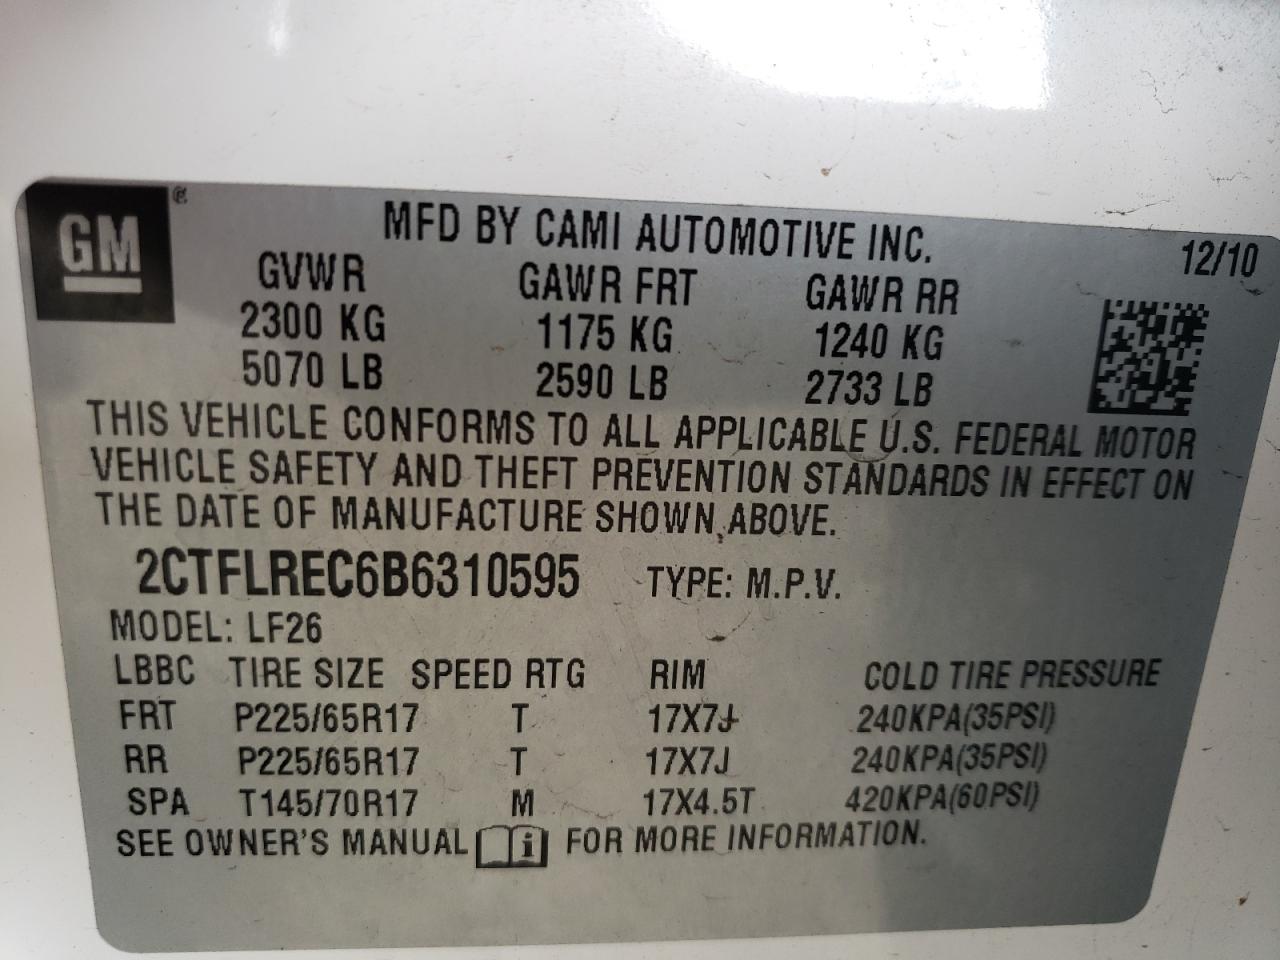 GM
MFD BY CAMI AUTOMOTIVE INC. 12/10
GVWR GAWR FRT GAWR RR
2300 KG 1175 KG 1240 KG
5070 LB 2590 LB 2733 LB
THIS VEHICLE CONFORMS TO ALL APPLICABLE U.S. FEDERAL MOTOR
VEHICLE SAFETY AND THEFT PREVENTION STANDARDS IN EFFECT ON
THE DATE OF MANUFACTURE SHOWN ABOVE.
2CTFLREC6B6310595 TYPE: M.P.V.
MODEL: LF26
LBBC TIRE SIZE SPEED RTG RIM COLD TIRE PRESSURE
FRT P225/65R17 T 17X7J 240KPA(35PSI)
RR P225/65R17 T 17X7J 240KPA(35PSI)
SPA T145/70R17 M 17X4.5T 420KPA(60PSI)
SEE OWNER'S MANUAL i FOR MORE INFORMATION.